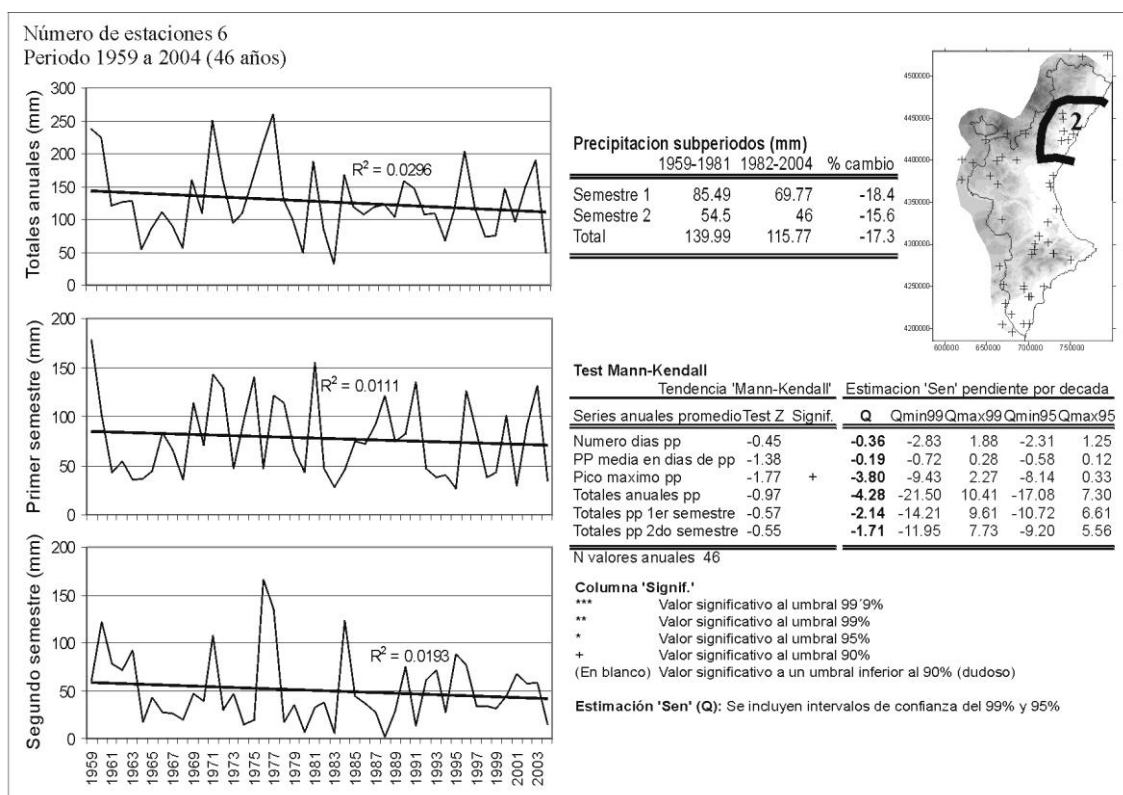 Número de estaciones 6
Periodo 1959 a 2004 (46 años)
Totales anuales (mm)
300
250
200
150
100
50
0
R² = 0.0296
Primer semestre (mm)
200
150
100
50
0
R² = 0.0111
Segundo semestre (mm)
200
150
100
50
0
R² = 0.0193
1959 1961 1963 1965 1967 1969 1971 1973 1975 1977 1979 1981 1983 1985 1987 1989 1991 1993 1995 1997 1999 2001 2003
Precipitacion subperiodos (mm)
1959-1981 1982-2004 % cambio
Semestre 1 85.49 69.77 -18.4
Semestre 2 54.5 46 -15.6
Total 139.99 115.77 -17.3
4500000
4450000
4400000
4350000
4300000
4250000
4200000
600000 650000 700000 750000
2
Test Mann-Kendall
Tendencia 'Mann-Kendall' Estimacion 'Sen' pendiente por decada
Series anuales promedio Test Z Signif. Q Qmin99 Qmax99 Qmin95 Qmax95
Numero dias pp -0.45 -0.36 -2.83 1.88 -2.31 1.25
PP media en dias de pp -1.38 -0.19 -0.72 0.28 -0.58 0.12
Pico maximo pp -1.77 + -3.80 -9.43 2.27 -8.14 0.33
Totales anuales pp -0.97 -4.28 -21.50 10.41 -17.08 7.30
Totales pp 1er semestre -0.57 -2.14 -14.21 9.61 -10.72 6.61
Totales pp 2do semestre -0.55 -1.71 -11.95 7.73 -9.20 5.56
N valores anuales 46
Columna 'Signif.'
*** Valor significativo al umbral 99´9%
** Valor significativo al umbral 99%
* Valor significativo al umbral 95%
+ Valor significativo al umbral 90%
(En blanco) Valor significativo a un umbral inferior al 90% (dudoso)
Estimación 'Sen' (Q): Se incluyen intervalos de confianza del 99% y 95%